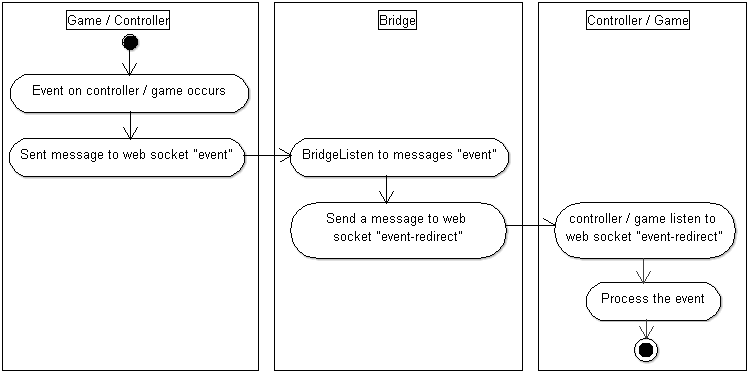 Game / Controller
Bridge
Controller / Game
Event on controller / game occurs
Sent message to web socket "event"
BridgeListen to messages "event"
Send a message to web
socket "event-redirect"
controller / game listen to
web socket "event-redirect"
Process the event